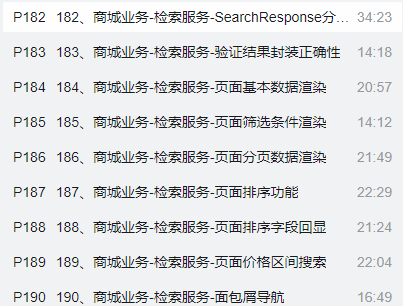 P182 182、商城业务-检索服务-SearchResponse分... 34:23
P183 183、商城业务-检索服务-验证结果封装正确性 14:18
P184 184、商城业务-检索服务-页面基本数据渲染 20:57
P185 185、商城业务-检索服务-页面筛选条件渲染 14:12
P186 186、商城业务-检索服务-页面分页数据渲染 21:49
P187 187、商城业务-检索服务-页面排序功能 22:29
P188 188、商城业务-检索服务-页面排序字段回显 21:24
P189 189、商城业务-检索服务-页面价格区间搜索 22:04
P190 190、商城业务-检索服务-面包屑导航 16:49